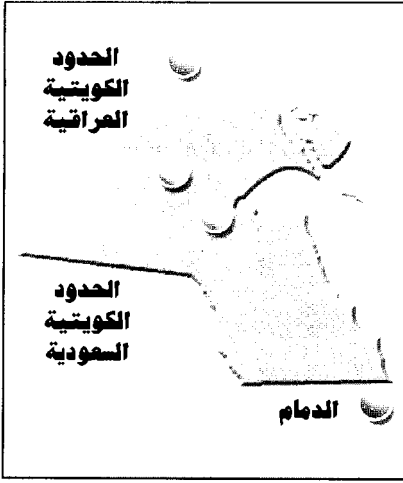 الحدود
الكويتية
العراقية
الحدود
الكويتية
السعودية
الدمام